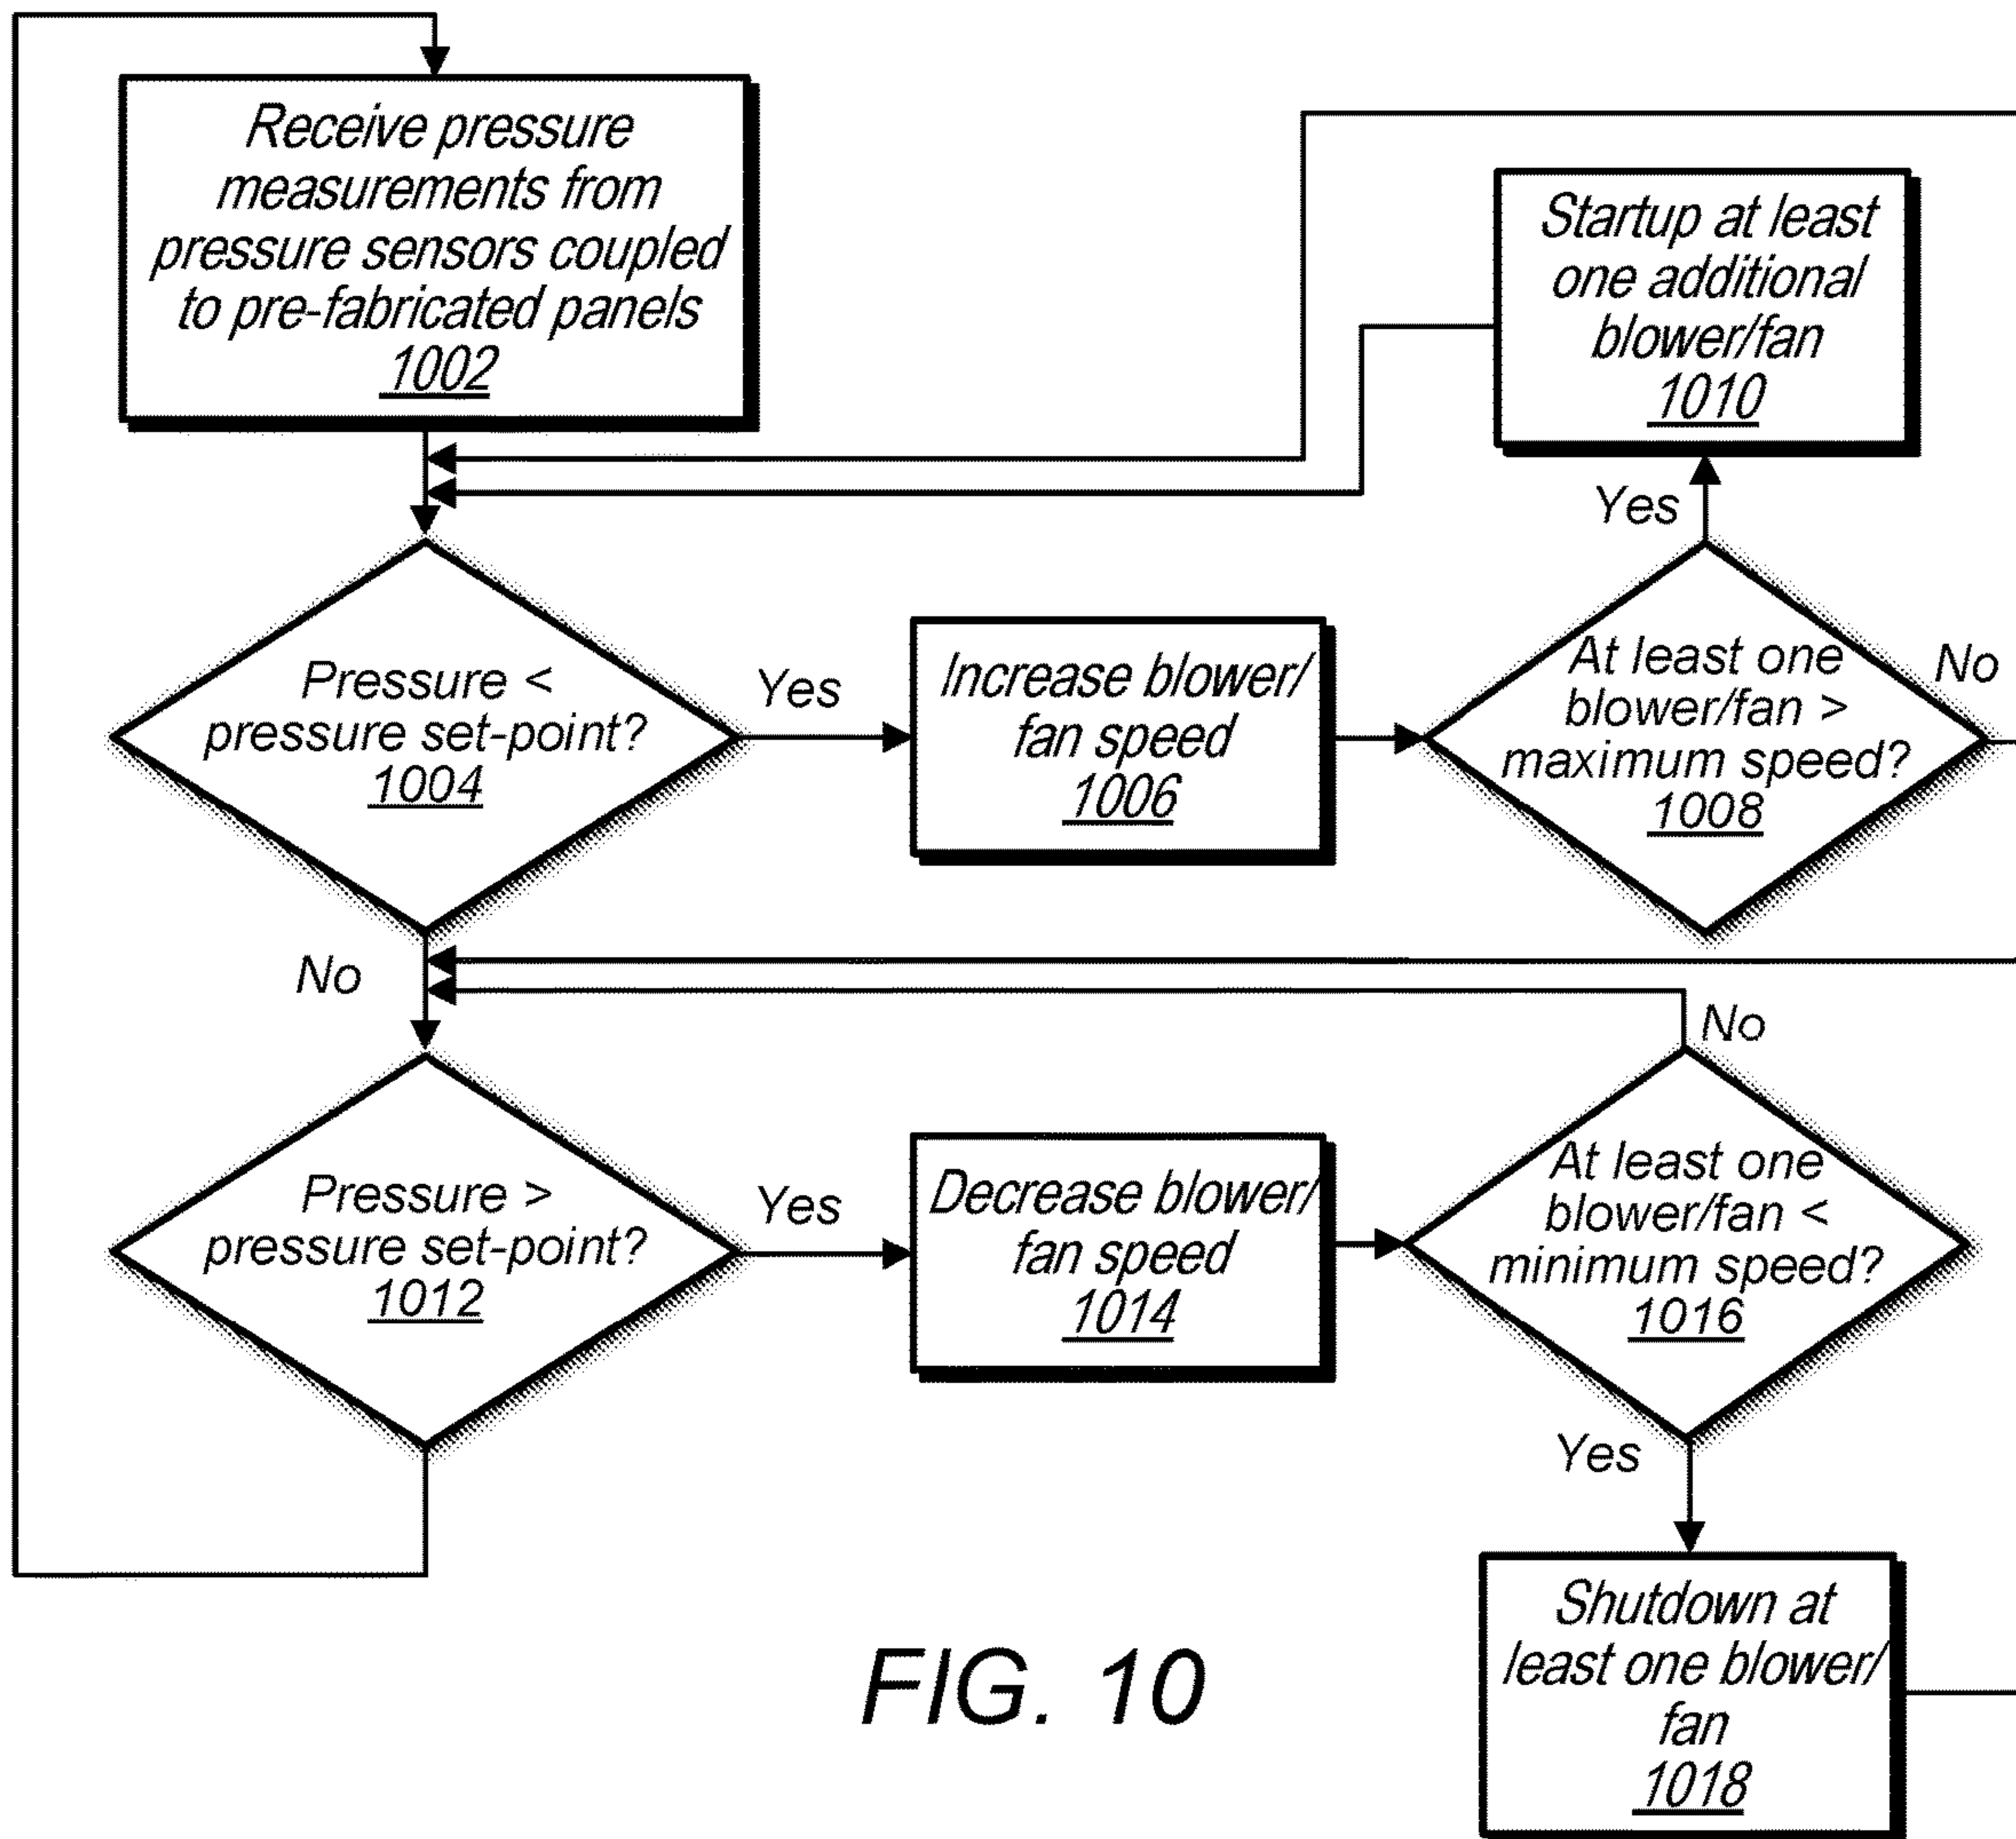 Receive pressure
measurements from
pressure sensors coupled
to pre-fabricated panels
1002
Startup at least
one additional
blower/fan
1010
Yes
Pressure <
pressure set-point?
1004
Yes
Increase blower/
fan speed
1006
At least one
blower/fan >
maximum speed?
1008
No
No
Pressure >
pressure set-point?
1012
Yes
Decrease blower/
fan speed
1014
No
At least one
blower/fan <
minimum speed?
1016
Yes
Shutdown at
least one blower/
fan
1018
FIG. 10